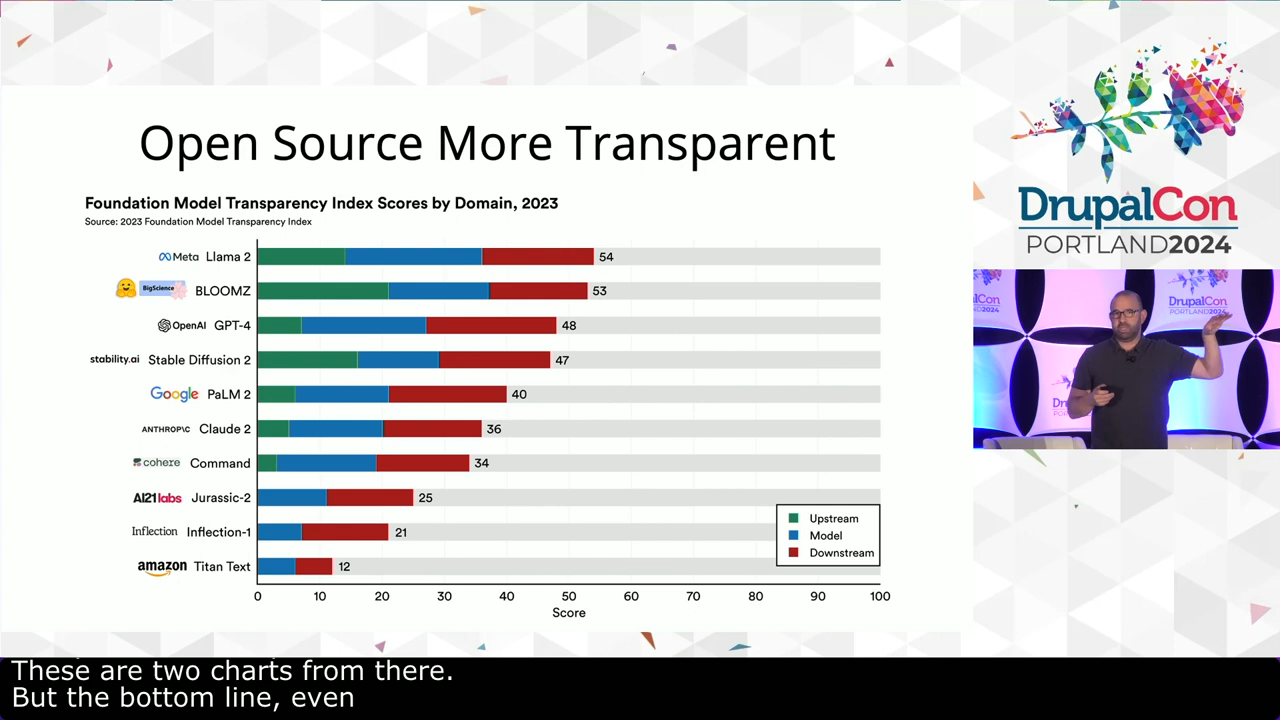 Open Source More Transparent
Foundation Model Transparency Index Scores by Domain, 2023
Source: 2023 Foundation Model Transparency Index
Meta Llama 2 54
BigScience BLOOMZ 53
OpenAI GPT-4 48
stability.ai Stable Diffusion 2 47
Google PaLM 2 40
ANTHROP\C Claude 2 36
cohere Command 34
AI21labs Jurassic-2 25
Inflection Inflection-1 21
amazon Titan Text 12
Upstream
Model
Downstream
0 10 20 30 40 50 60 70 80 90 100
Score
DrupalCon
PORTLAND2024
DrupalCon
PORTLAND2024
These are two charts from there.
But the bottom line, even